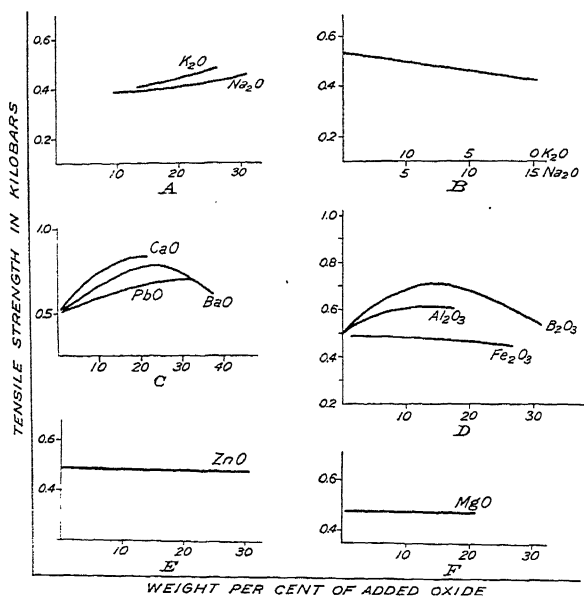 TENSILE STRENGTH IN KILOBARS
0.6
0.4
0.2
K2O
Na2O
10 20 30
A
0.6
0.4
0.2
10 5 0 K2O
5 10 15 Na2O
B
1.0
0.5
CaO
PbO
BaO
10 20 30 40
C
1.0
0.8
0.6
0.4
0.2
Al2O3
B2O3
Fe2O3
10 20 30
D
0.6
0.4
ZnO
10 20 30
E
0.6
0.4
MgO
10 20 30
F
WEIGHT PER CENT OF ADDED OXIDE